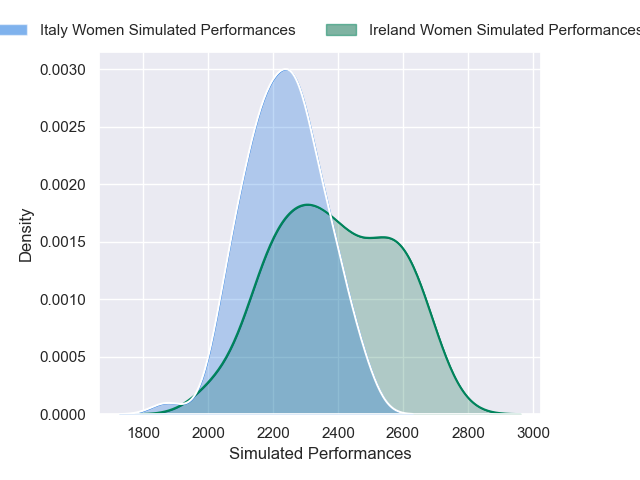 Italy Women Simulated Performances Ireland Women Simulated Performances
0.0030
0.0025
0.0020
0.0015
0.0010
0.0005
0.0000
Density
1800 2000 2200 2400 2600 2800 3000
Simulated Performances